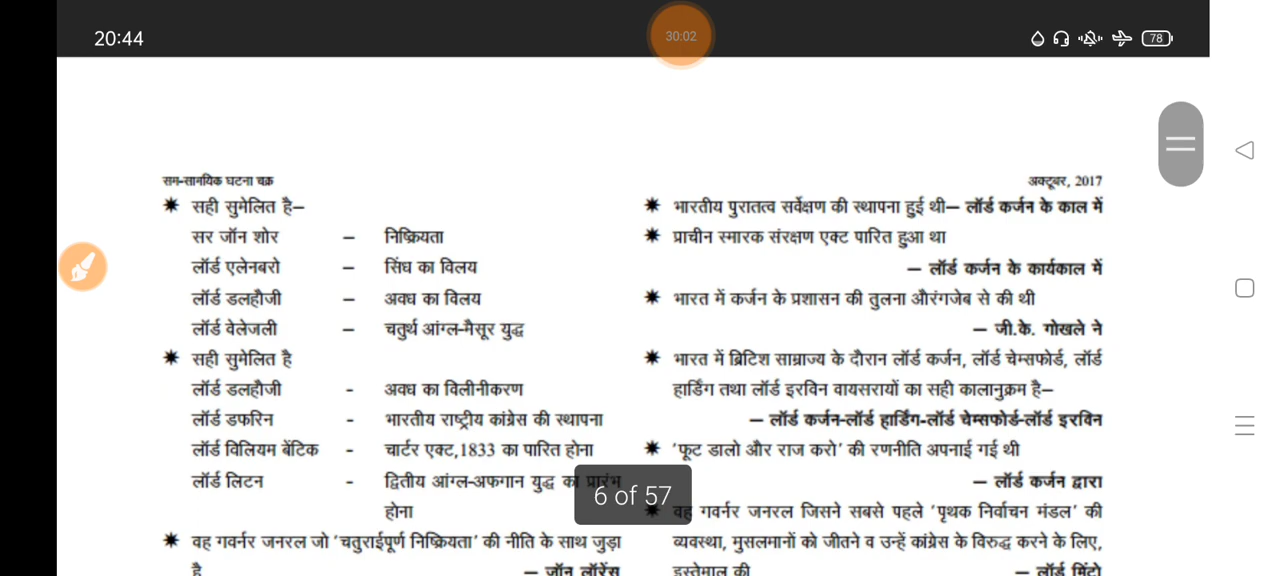 20:44
30:02
78
सम-सामयिक घटना चक्र
अक्टूबर, 2017
✶ सही सुमेलित है–
सर जॉन शोर – निष्क्रियता
लॉर्ड एलेनबरो – सिंध का विलय
लॉर्ड डलहौजी – अवध का विलय
लॉर्ड वेलेजली – चतुर्थ आंग्ल-मैसूर युद्ध
✶ सही सुमेलित है
लॉर्ड डलहौजी - अवध का विलीनीकरण
लॉर्ड डफरिन - भारतीय राष्ट्रीय कांग्रेस की स्थापना
लॉर्ड विलियम बेंटिक - चार्टर एक्ट,1833 का पारित होना
लॉर्ड लिटन - द्वितीय आंग्ल-अफगान युद्ध का प्रारंभ
होना
✶ वह गवर्नर जनरल जो 'चतुराईपूर्ण निष्क्रियता' की नीति के साथ जुड़ा
है – जॉन लॉरेंस
✶ भारतीय पुरातत्व सर्वेक्षण की स्थापना हुई थी– लॉर्ड कर्जन के काल में
✶ प्राचीन स्मारक संरक्षण एक्ट पारित हुआ था
– लॉर्ड कर्जन के कार्यकाल में
✶ भारत में कर्जन के प्रशासन की तुलना औरंगजेब से की थी
– जी.के. गोखले ने
✶ भारत में ब्रिटिश साम्राज्य के दौरान लॉर्ड कर्जन, लॉर्ड चेम्सफोर्ड, लॉर्ड
हार्डिंग तथा लॉर्ड इरविन वायसरायों का सही कालानुक्रम है–
– लॉर्ड कर्जन-लॉर्ड हार्डिंग-लॉर्ड चेम्सफोर्ड-लॉर्ड इरविन
✶ 'फूट डालो और राज करो' की रणनीति अपनाई गई थी
– लॉर्ड कर्जन द्वारा
✶ वह गवर्नर जनरल जिसने सबसे पहले 'पृथक निर्वाचन मंडल' की
व्यवस्था, मुसलमानों को जीतने व उन्हें कांग्रेस के विरुद्ध करने के लिए,
इस्तेमाल की – लॉर्ड मिंटो
6 of 57